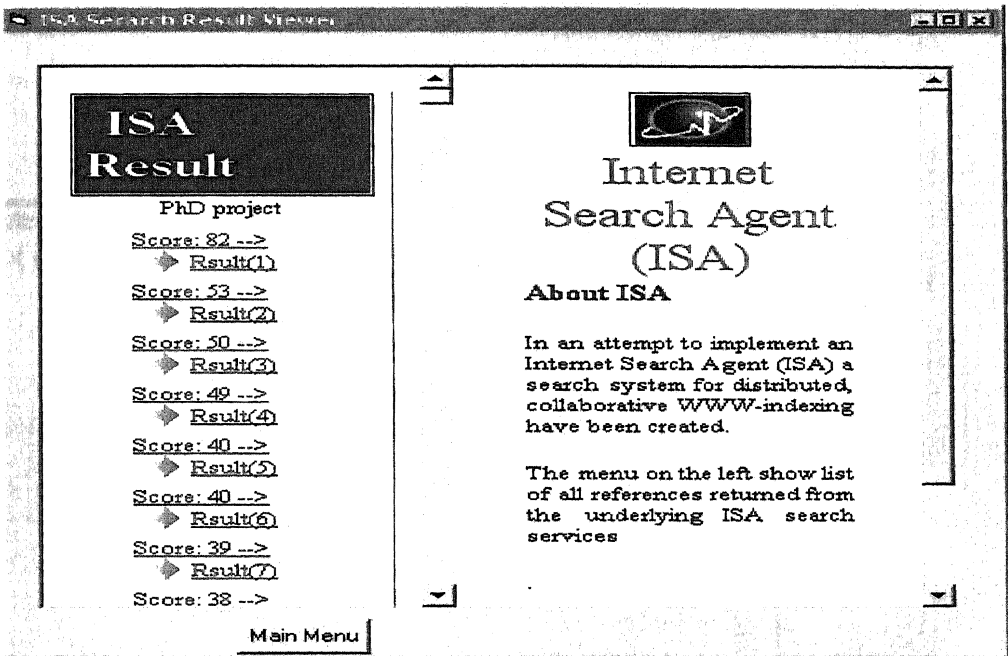 ISA Serarch Result Viewer
ISA
Result
PhD project
Score: 82 -->
Rsult(1)
Score: 53 -->
Rsult(2)
Score: 50 -->
Rsult(3)
Score: 49 -->
Rsult(4)
Score: 40 -->
Rsult(5)
Score: 40 -->
Rsult(6)
Score: 39 -->
Rsult(7)
Score: 38 -->
Main Menu
Internet
Search Agent
(ISA)
About ISA
In an attempt to implement an
Internet Search Agent (ISA) a
search system for distributed,
collaborative WWW-indexing
have been created.
The menu on the left show list
of all references returned from
the underlying ISA search
services
.